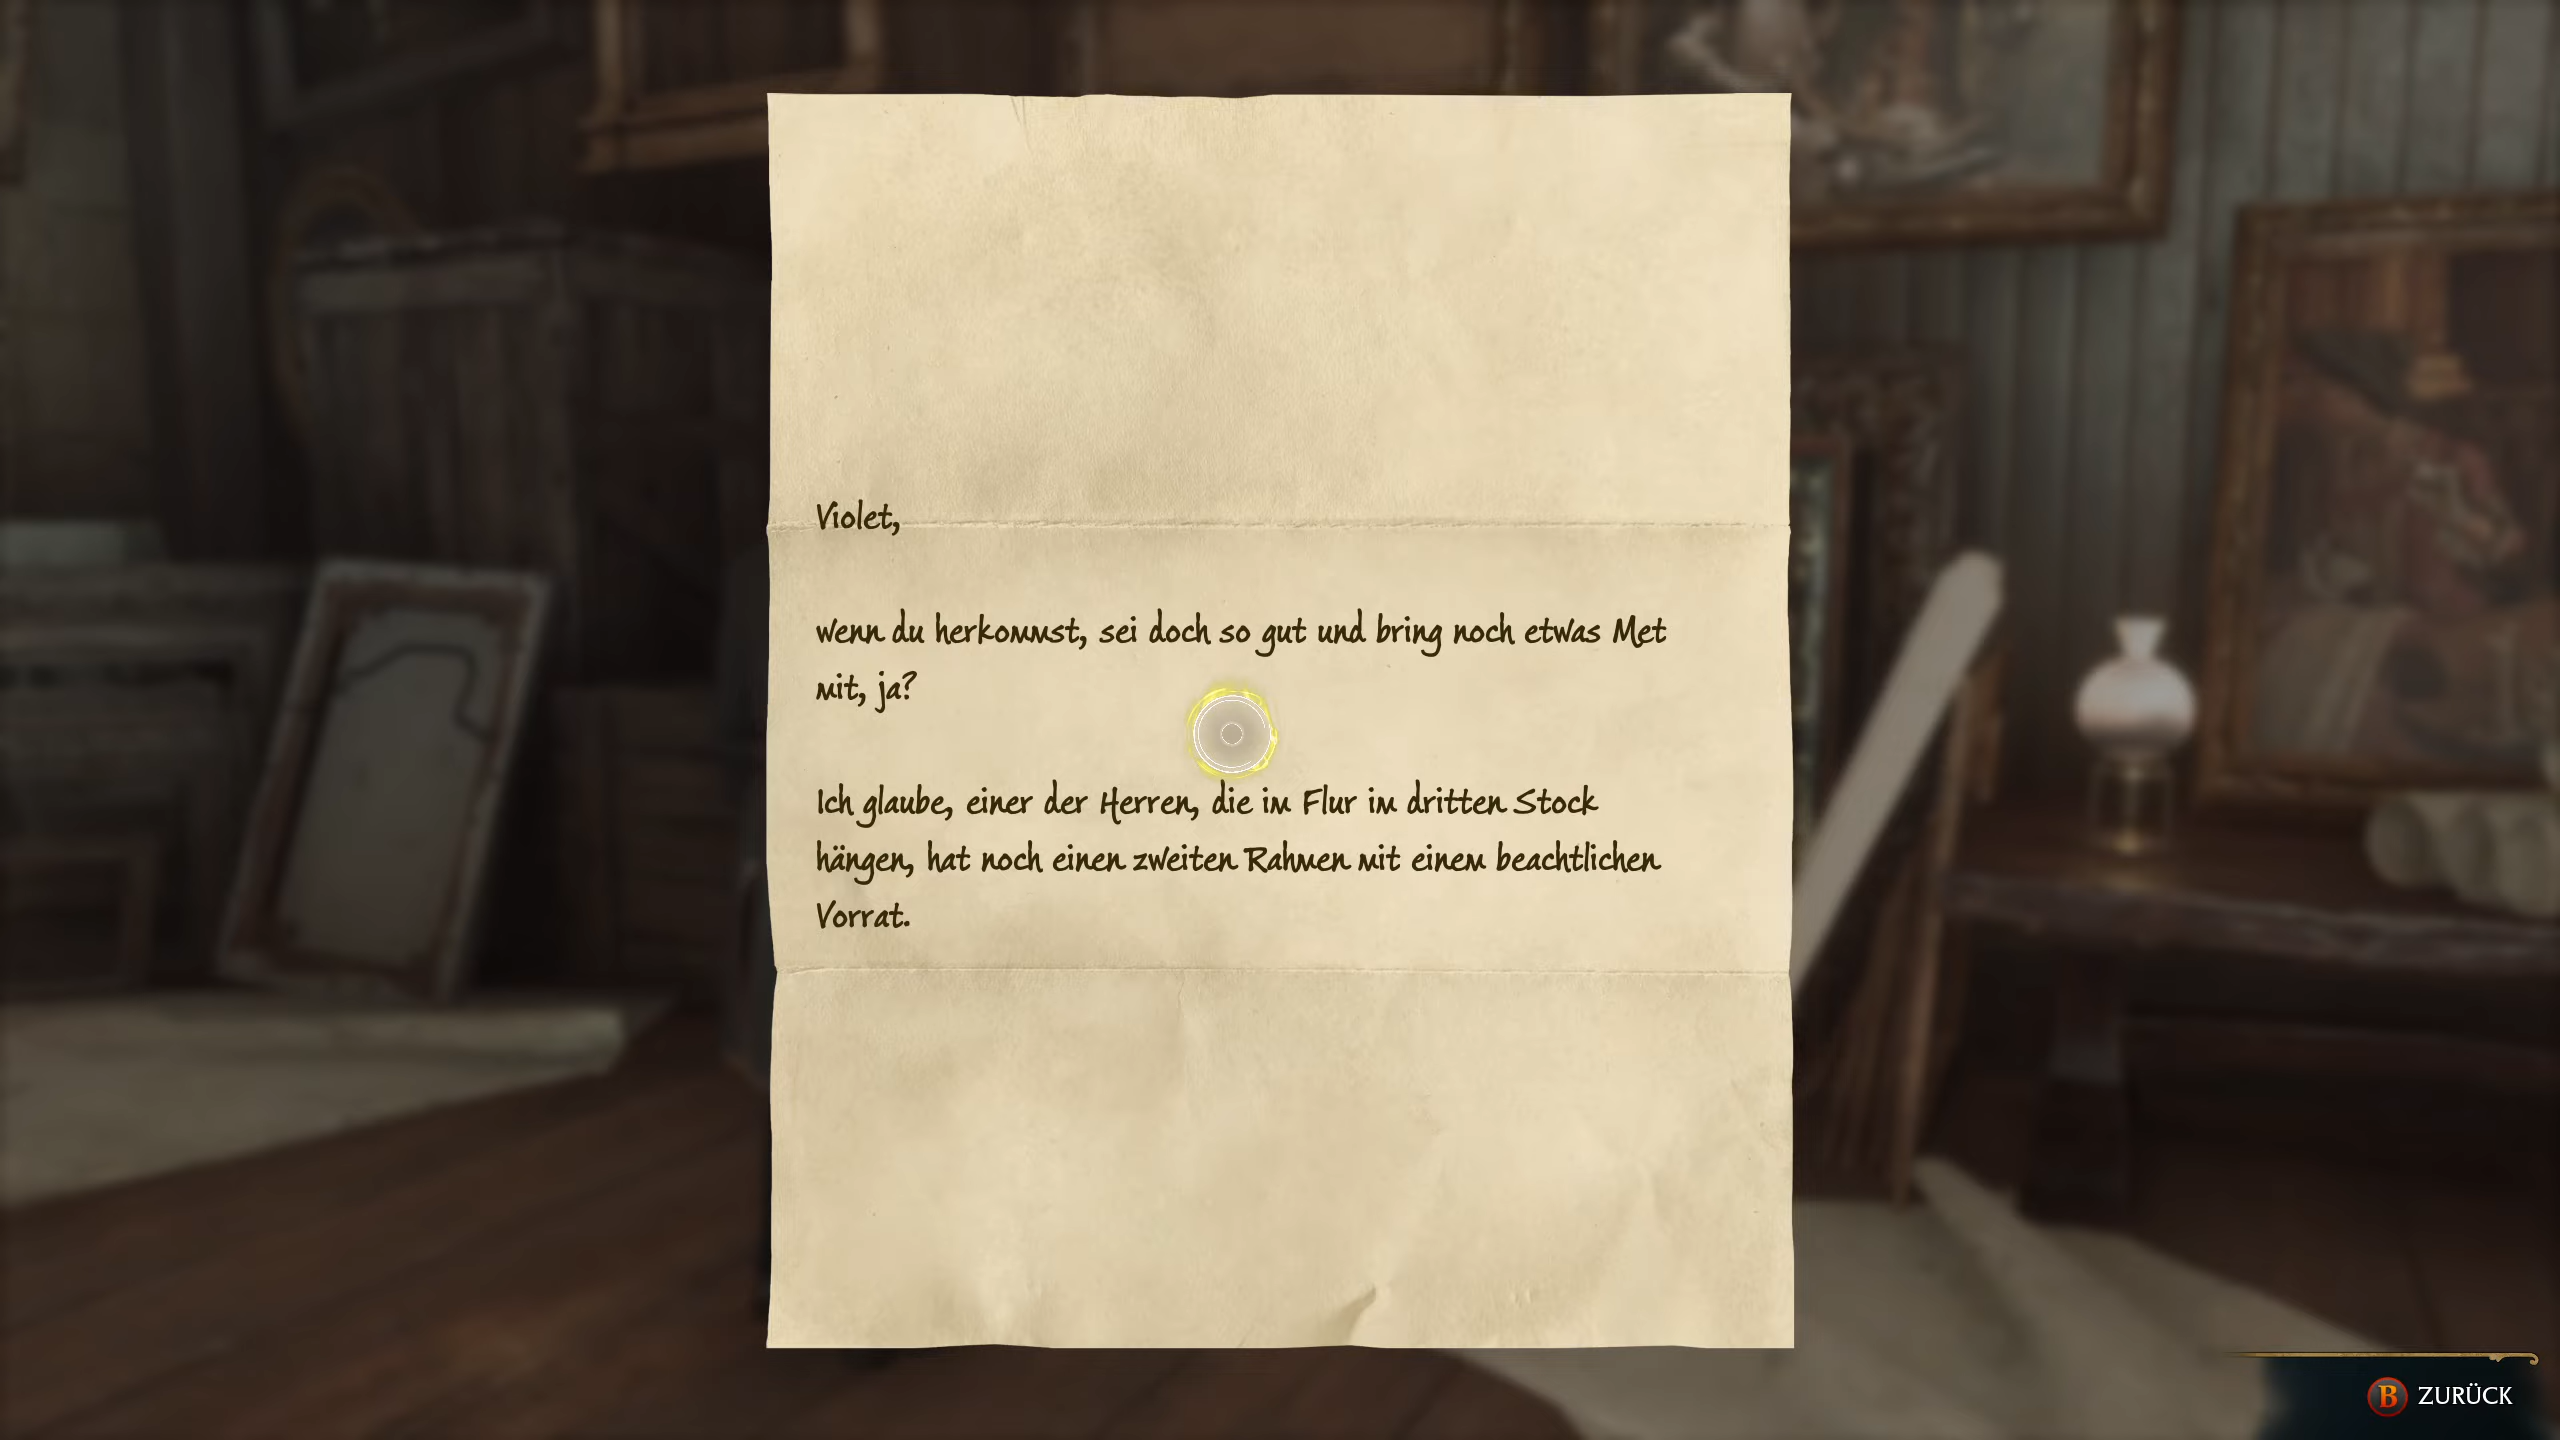 Violet,
wenn du herkommst, sei doch so gut und bring noch etwas Met
mit, ja?
Ich glaube, einer der Herren, die im Flur im dritten Stock
hängen, hat noch einen zweiten Rahmen mit einem beachtlichen
Vorrat.
B ZURÜCK